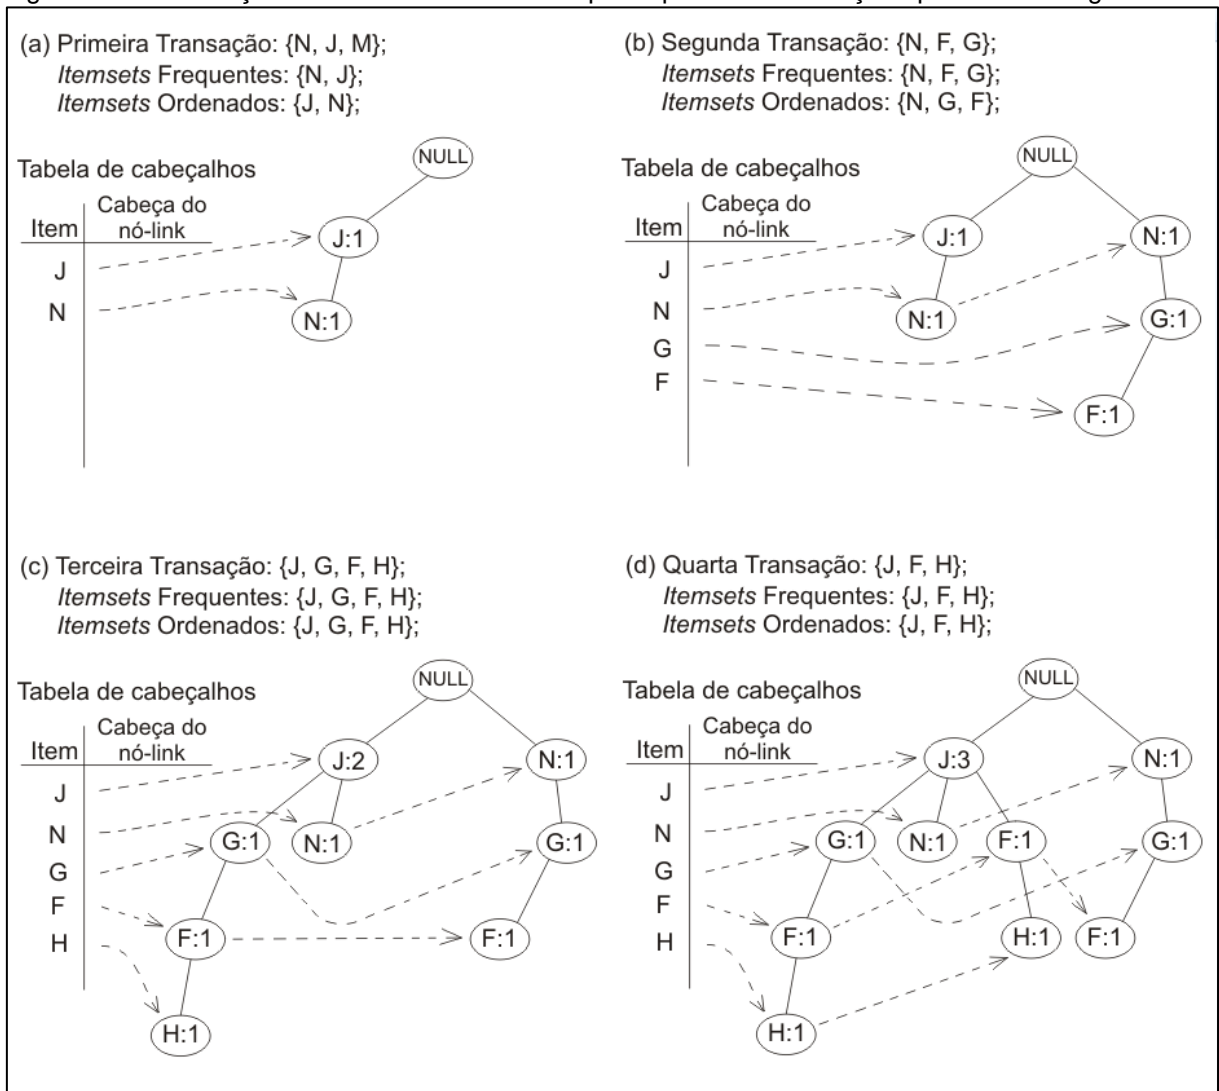 (a) Primeira Transação: {N, J, M};
Itemsets Frequentes: {N, J};
Itemsets Ordenados: {J, N};
Tabela de cabeçalhos
Item
Cabeça do
nó-link
J
N
NULL
J:1
N:1
(b) Segunda Transação: {N, F, G};
Itemsets Frequentes: {N, F, G};
Itemsets Ordenados: {N, G, F};
Tabela de cabeçalhos
Item
Cabeça do
nó-link
J
N
G
F
NULL
J:1
N:1
N:1
G:1
F:1
(c) Terceira Transação: {J, G, F, H};
Itemsets Frequentes: {J, G, F, H};
Itemsets Ordenados: {J, G, F, H};
Tabela de cabeçalhos
Item
Cabeça do
nó-link
J
N
G
F
H
NULL
J:2
N:1
G:1
N:1
G:1
F:1
F:1
H:1
(d) Quarta Transação: {J, F, H};
Itemsets Frequentes: {J, F, H};
Itemsets Ordenados: {J, F, H};
Tabela de cabeçalhos
Item
Cabeça do
nó-link
J
N
G
F
H
NULL
J:3
N:1
G:1
N:1
F:1
G:1
F:1
H:1
F:1
H:1